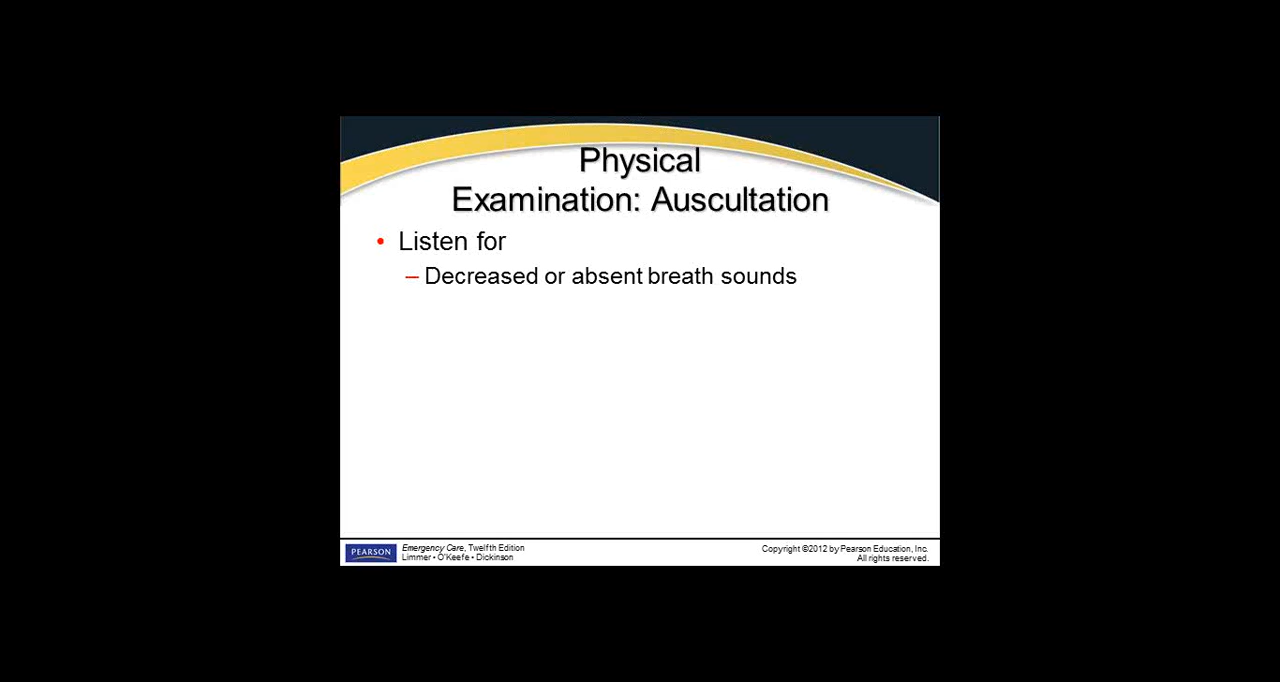 Physical
Examination: Auscultation
• Listen for
– Decreased or absent breath sounds
PEARSON
Emergency Care, Twelfth Edition
Limmer • O'Keefe • Dickinson
Copyright ©2012 by Pearson Education, Inc.
All rights reserved.